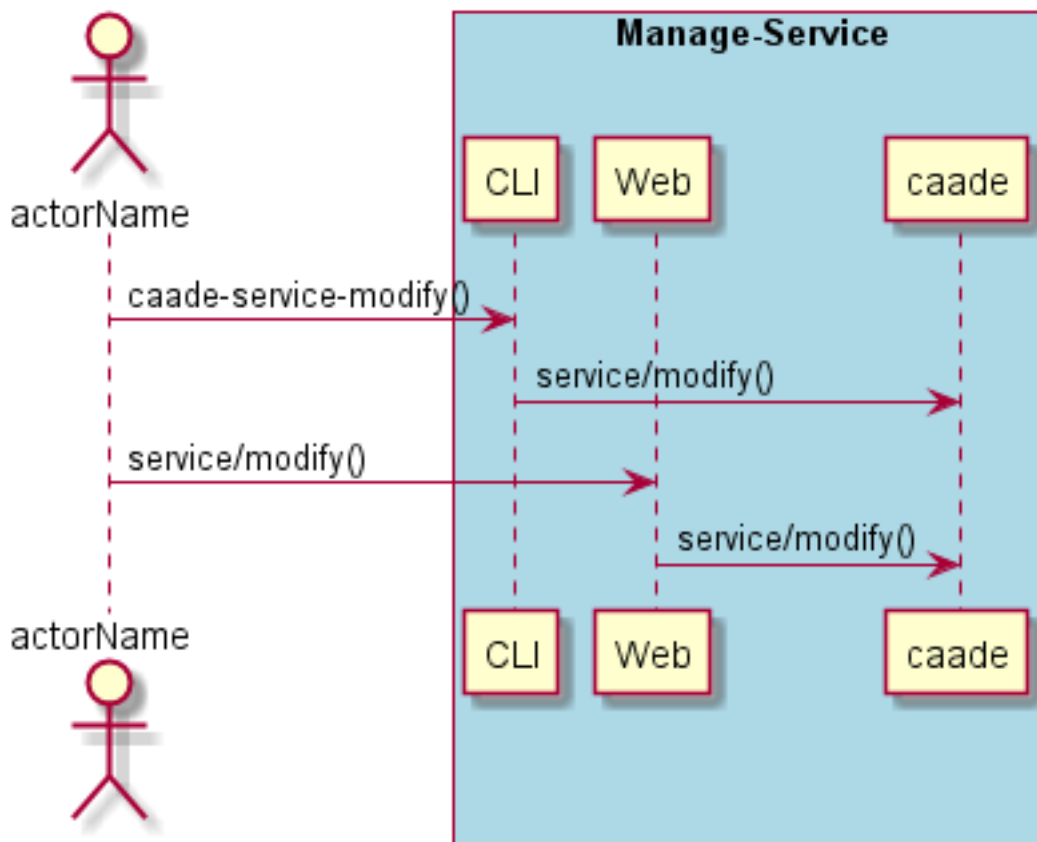 Manage-Service
actorName
CLI
Web
caade
caade-service-modify()
service/modify()
service/modify()
service/modify()
actorName
CLI
Web
caade